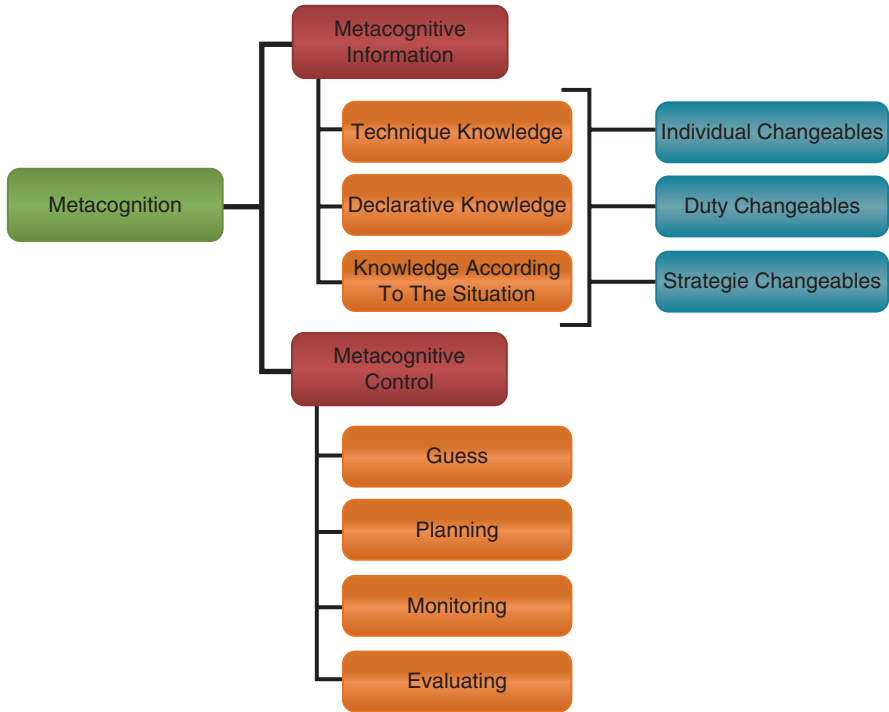 Metacognition
Metacognitive
Information
Technique Knowledge
Declarative Knowledge
Knowledge According
To The Situation
Individual Changeables
Duty Changeables
Strategie Changeables
Metacognitive
Control
Guess
Planning
Monitoring
Evaluating